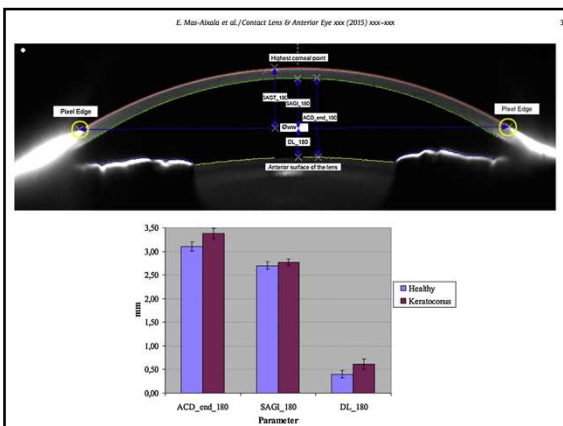 E. Mas-Aixala et al./Contact Lens & Anterior Eye xxx (2015) xxx–xxx
3
Highest corneal point
SAGT_180
SAGI_180
Pixel Edge
Pixel Edge
ACD_end_180
Øww
DL_180
Anterior surface of the lens
3,50
3,00
2,50
2,00
1,50
1,00
0,50
0,00
mm
Healthy
Keratoconus
ACD_end_180
SAGI_180
DL_180
Parameter